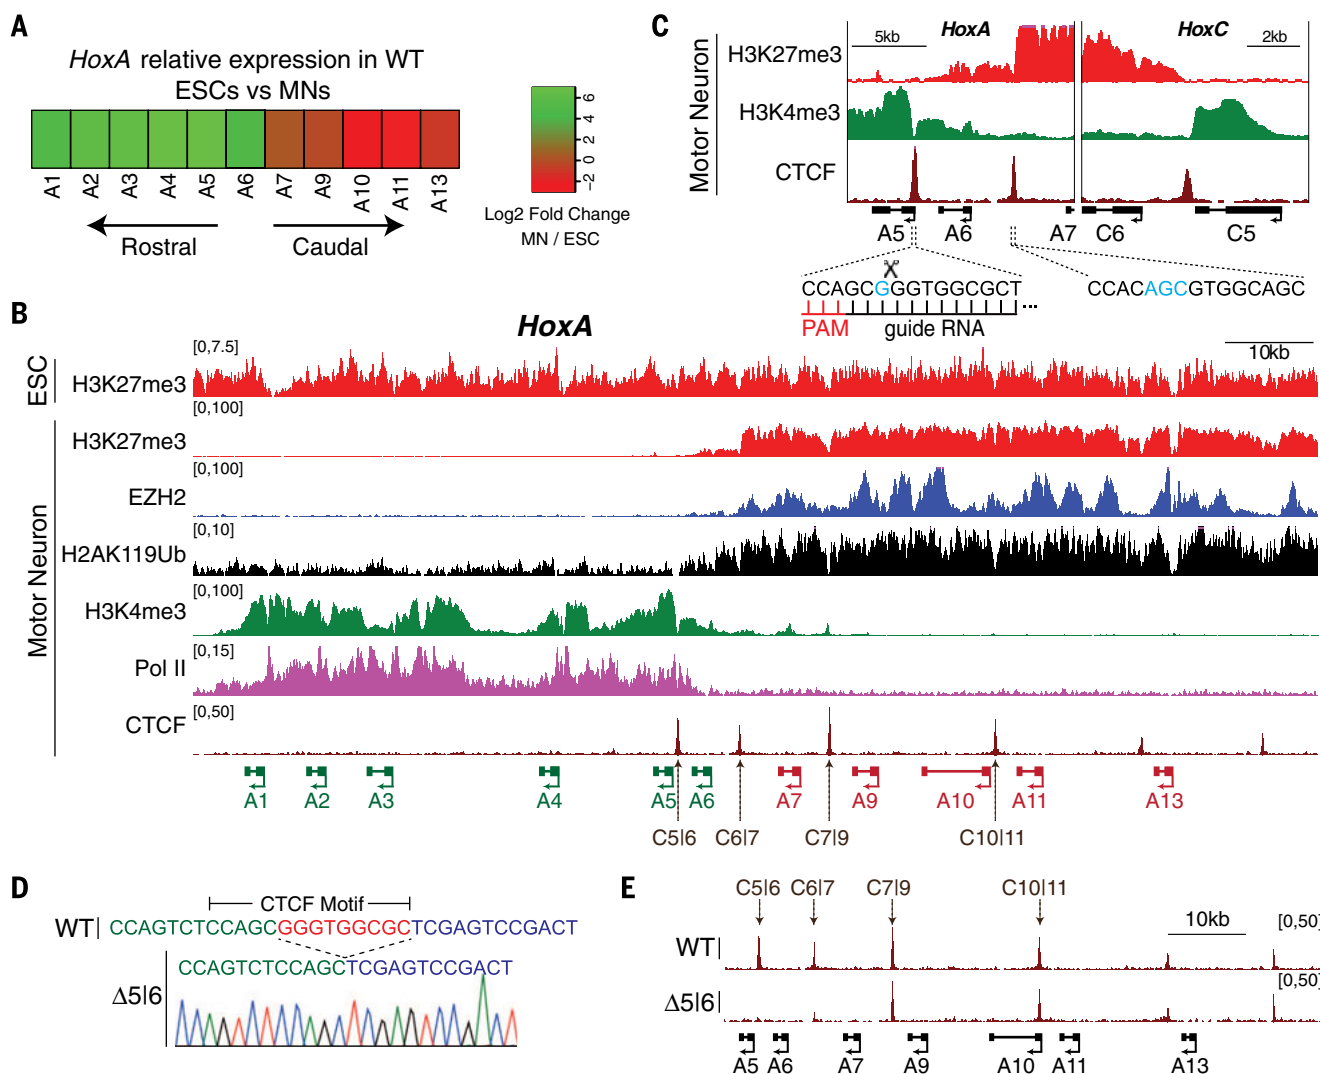 A
HoxA relative expression in WT
ESCs vs MNs
A1 A2 A3 A4 A5 A6 A7 A9 A10 A11 A13
Rostral Caudal
6
4
2
0
−2
Log2 Fold Change
MN / ESC
C
Motor Neuron
5kb HoxA HoxC 2kb
H3K27me3
H3K4me3
CTCF
A5 A6 A7 C6 C5
CCAGCGGGTGGCGCT
PAM guide RNA
CCACAGCGTGGCAGC
B
HoxA
10kb
ESC
H3K27me3 [0,7.5]
Motor Neuron
H3K27me3 [0,100]
EZH2 [0,100]
H2AK119Ub [0,10]
H3K4me3 [0,100]
Pol II [0,15]
CTCF [0,50]
A1 A2 A3 A4 A5 A6 A7 A9 A10 A11 A13
C5|6 C6|7 C7|9 C10|11
D
CTCF Motif
WT CCAGTCTCCAGCGGGTGGCGCTCGAGTCCGACT
CCAGTCTCCAGCTCGAGTCCGACT
Δ5|6
E
C5|6 C6|7 C7|9 C10|11
10kb
WT [0,50]
Δ5|6 [0,50]
A5 A6 A7 A9 A10 A11 A13